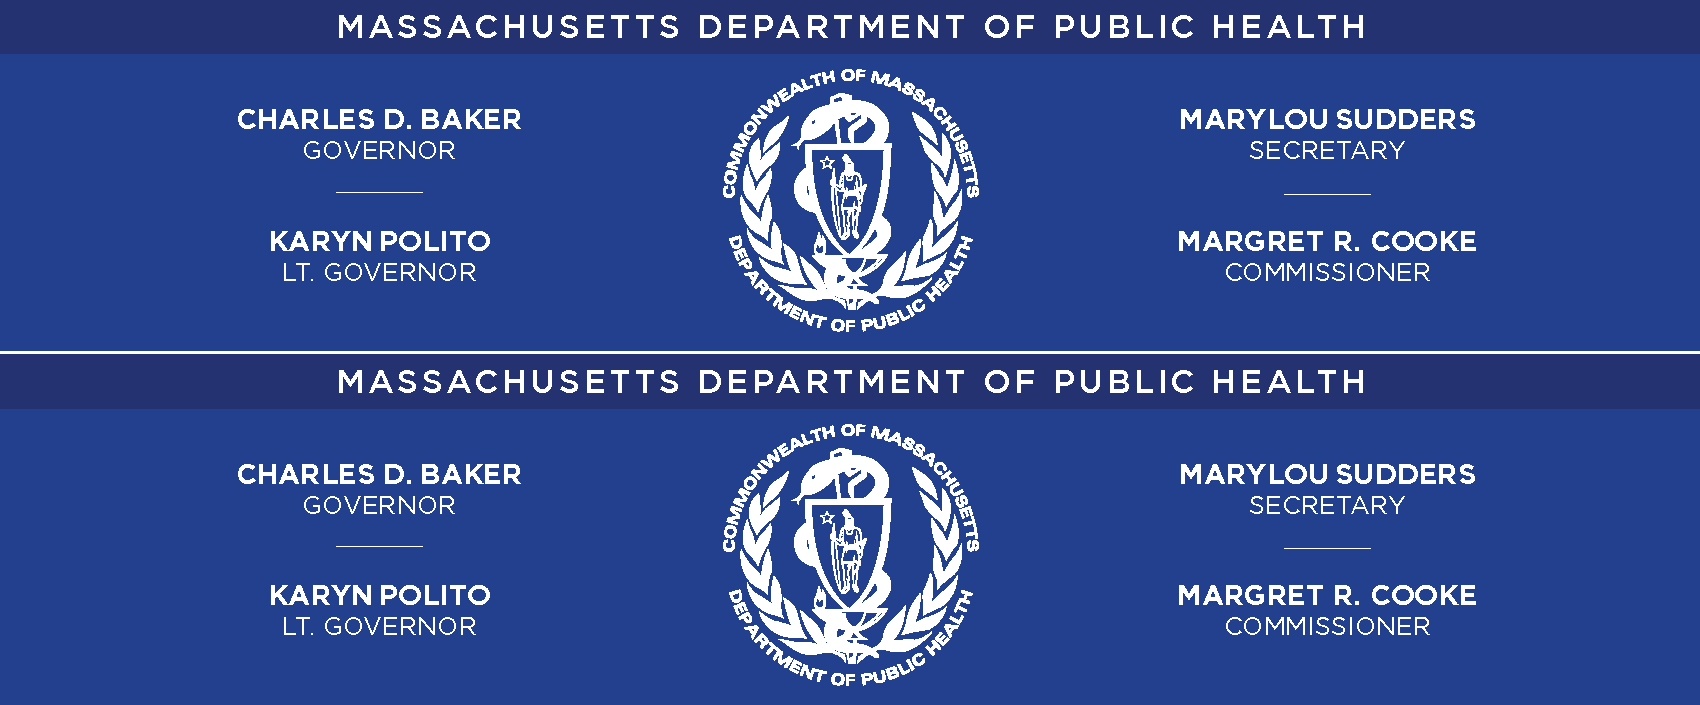 MASSACHUSETTS DEPARTMENT OF PUBLIC HEALTH
CHARLES D. BAKER
GOVERNOR
KARYN POLITO
LT. GOVERNOR
COMMONWEALTH OF MASSACHUSETTS
DEPARTMENT OF PUBLIC HEALTH
MARYLOU SUDDERS
SECRETARY
MARGRET R. COOKE
COMMISSIONER
MASSACHUSETTS DEPARTMENT OF PUBLIC HEALTH
CHARLES D. BAKER
GOVERNOR
KARYN POLITO
LT. GOVERNOR
COMMONWEALTH OF MASSACHUSETTS
DEPARTMENT OF PUBLIC HEALTH
MARYLOU SUDDERS
SECRETARY
MARGRET R. COOKE
COMMISSIONER